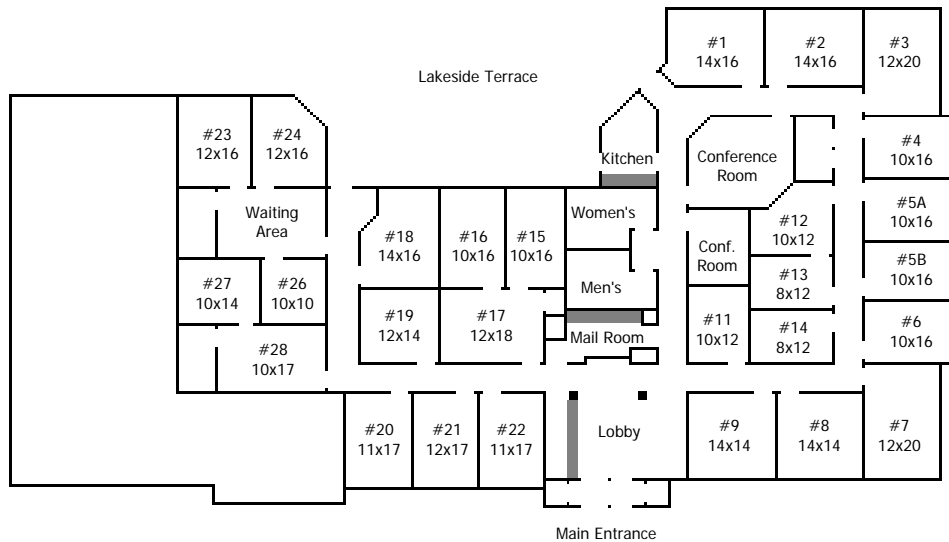 #1
14x16
#2
14x16
#3
12x20
Lakeside Terrace
#23
12x16
#24
12x16
Kitchen
Conference
Room
#4
10x16
Waiting
Area
#18
14x16
#16
10x16
#15
10x16
Women's
#12
10x12
#5A
10x16
Conf.
Room
#5B
10x16
#27
10x14
#26
10x10
Men's
#13
8x12
#19
12x14
#17
12x18
Mail Room
#11
10x12
#14
8x12
#6
10x16
#28
10x17
#20
11x17
#21
12x17
#22
11x17
Lobby
#9
14x14
#8
14x14
#7
12x20
Main Entrance